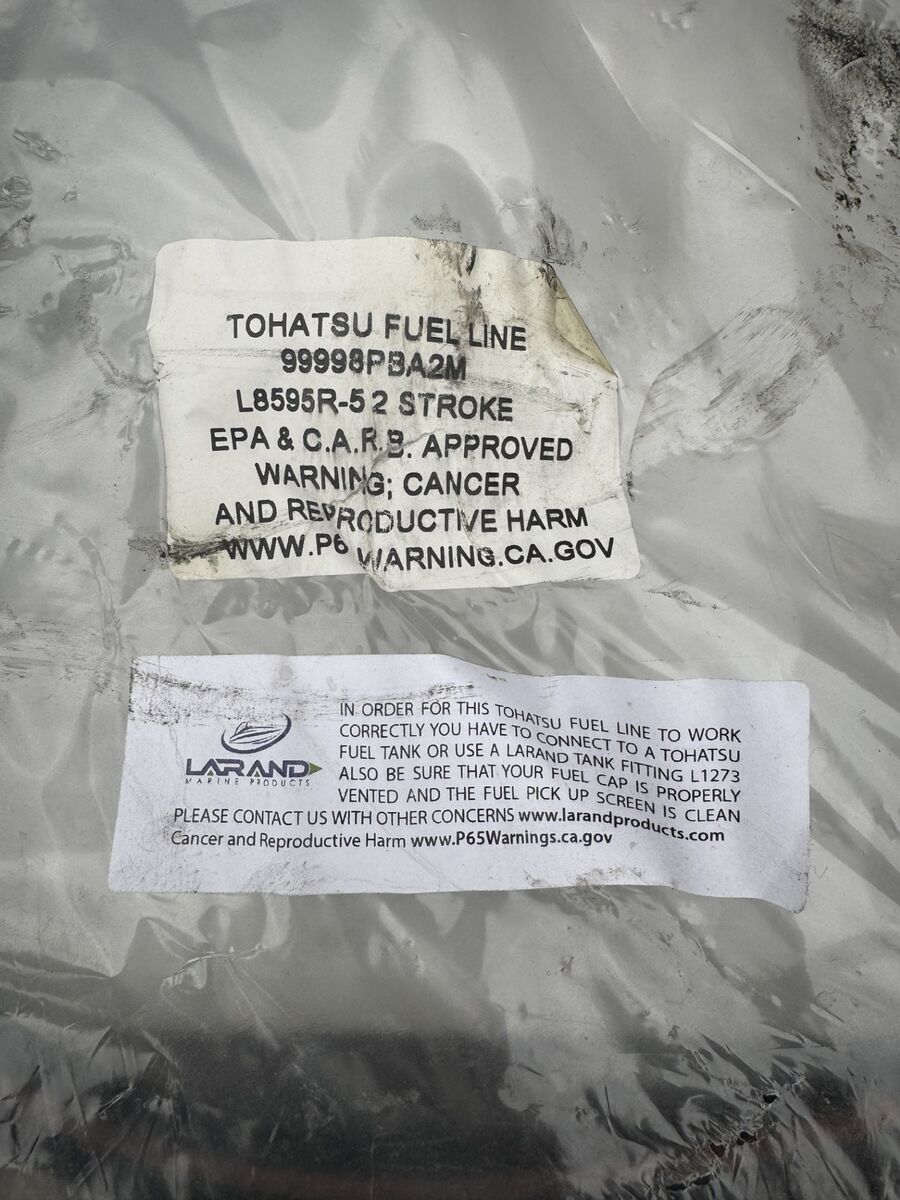 TOHATSU FUEL LINE
99998PBA2M
L8595R-5 2 STROKE
EPA & C.A.R.B. APPROVED
WARNING; CANCER
AND REPRODUCTIVE HARM
WWW.P6 WARNING.CA.GOV
LARAND
MARINE PRODUCTS
IN ORDER FOR THIS TOHATSU FUEL LINE TO WORK
CORRECTLY YOU HAVE TO CONNECT TO A TOHATSU
FUEL TANK OR USE A LARAND TANK FITTING L1273
ALSO BE SURE THAT YOUR FUEL CAP IS PROPERLY
VENTED AND THE FUEL PICK UP SCREEN IS CLEAN
PLEASE CONTACT US WITH OTHER CONCERNS www.larandproducts.com
Cancer and Reproductive Harm www.P65Warnings.ca.gov